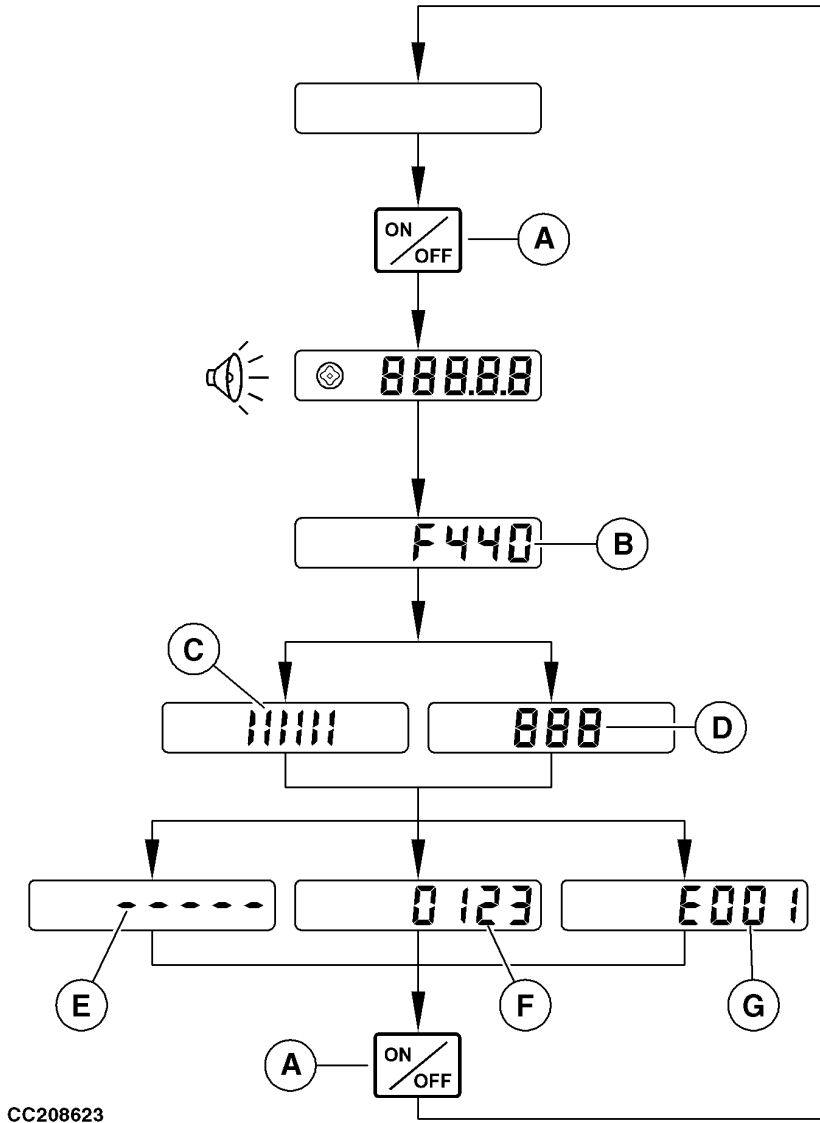 ON
OFF
A
888.8.8
F440
B
C
111111
888
D
-----
0123
E001
E
F
G
A
ON
OFF
CC208623